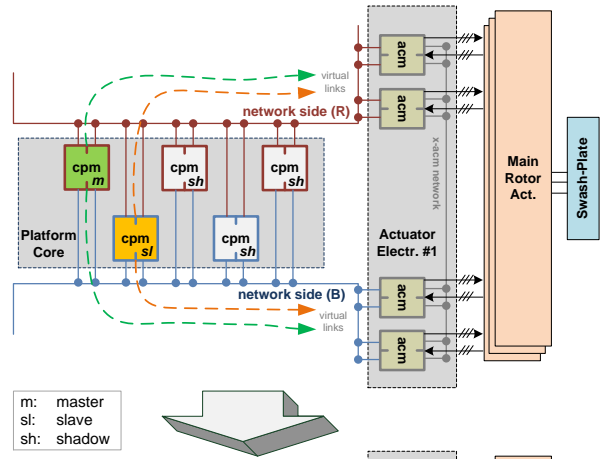 acm
acm
virtual
links
network side (R)
x-acm network
cpm
m
cpm
sh
cpm
sh
Main
Rotor
Act.
Swash-Plate
cpm
sl
cpm
sh
Platform
Core
Actuator
Electr. #1
network side (B)
virtual
links
acm
acm
m: master
sl: slave
sh: shadow